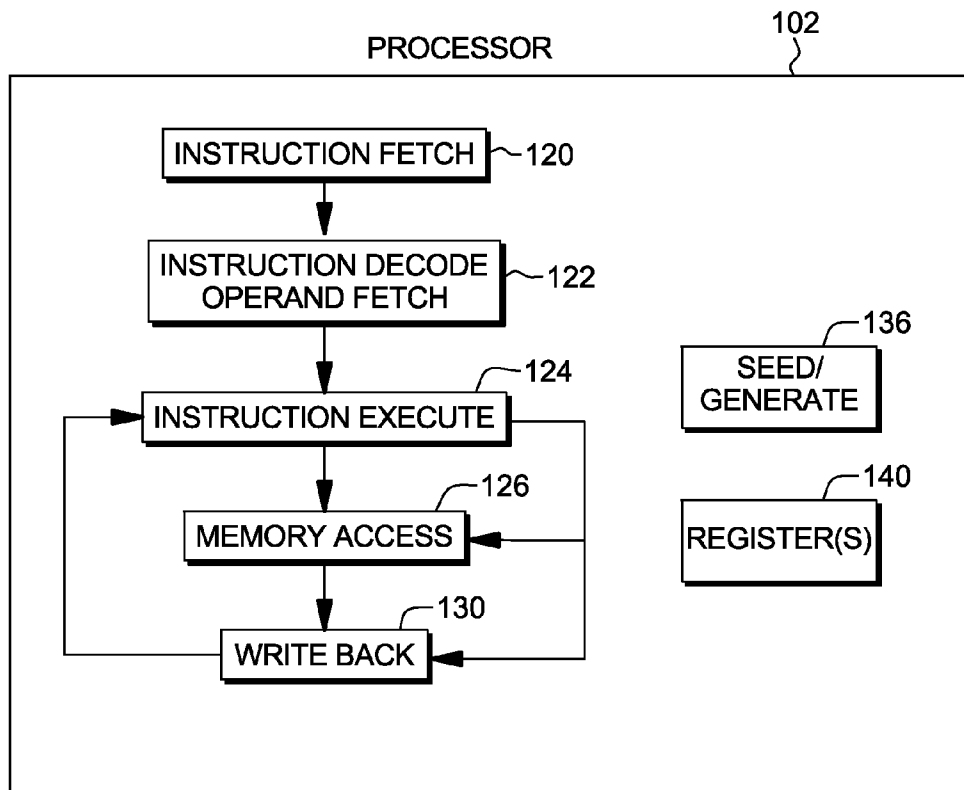 PROCESSOR
102
INSTRUCTION FETCH
120
INSTRUCTION DECODE
OPERAND FETCH
122
124
INSTRUCTION EXECUTE
126
MEMORY ACCESS
130
WRITE BACK
136
SEED/
GENERATE
140
REGISTER(S)